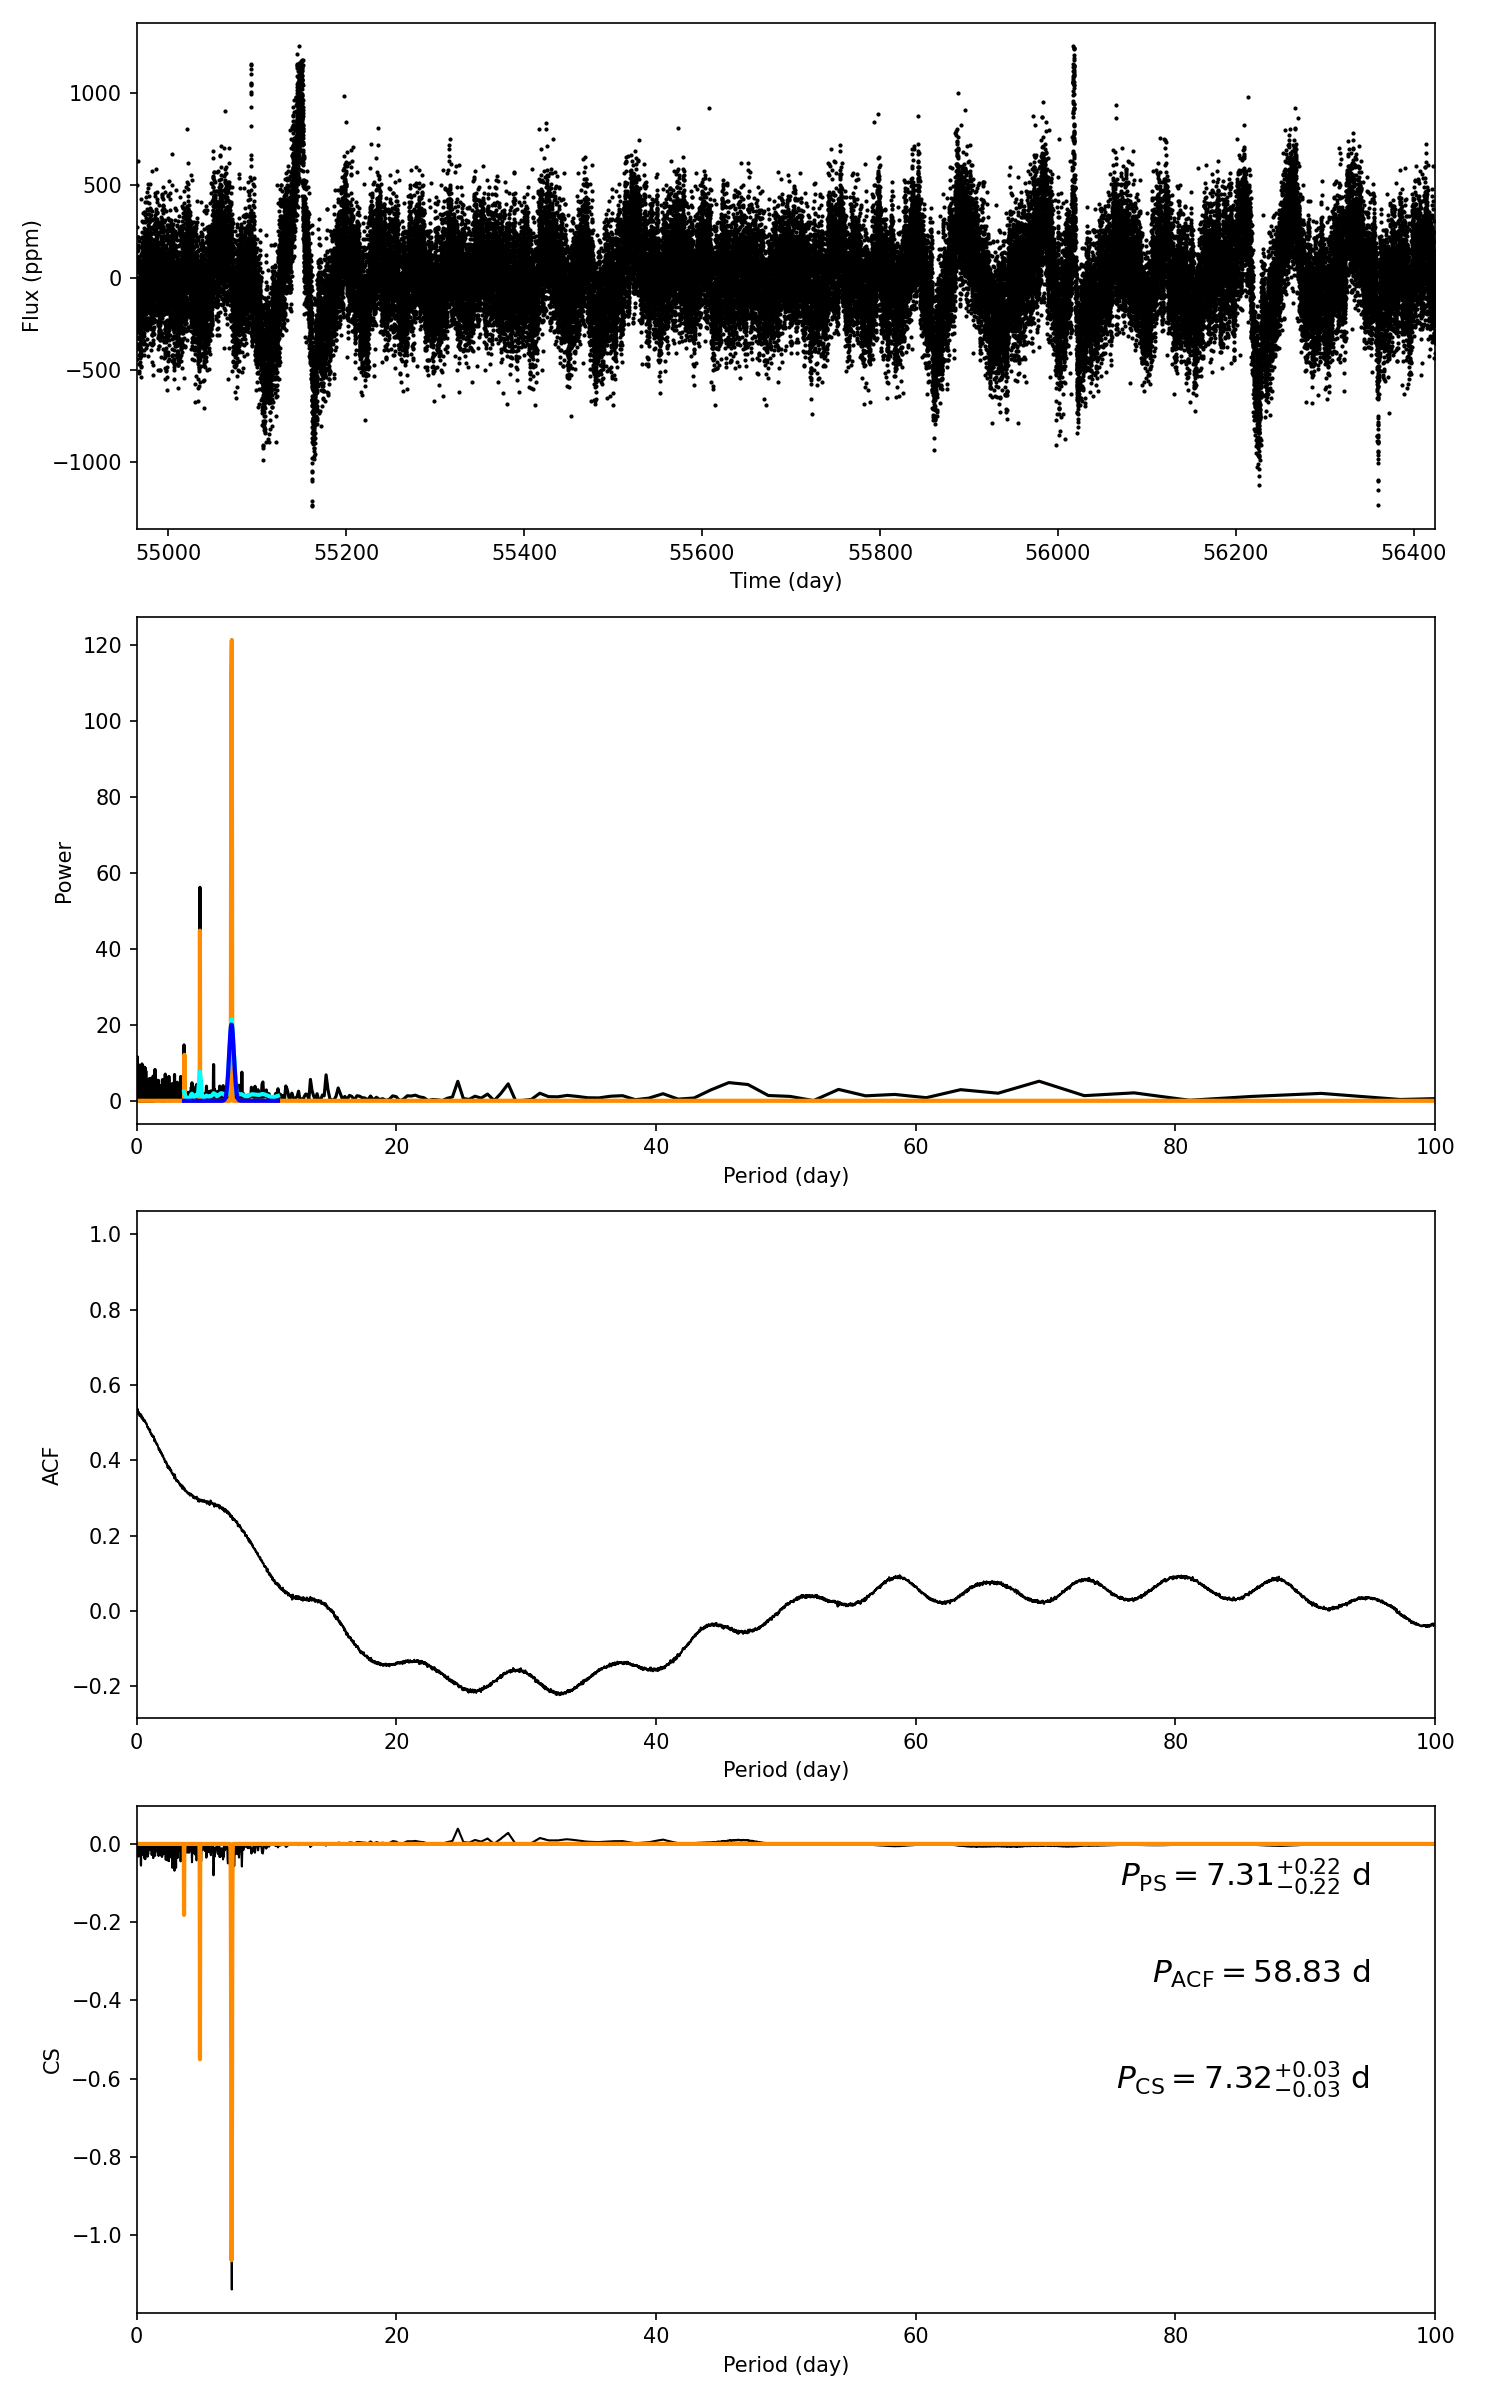 1000
500
0
−500
−1000
Flux (ppm)
55000 55200 55400 55600 55800 56000 56200 56400
Time (day)
120
100
80
60
40
20
0
Power
0 20 40 60 80 100
Period (day)
1.0
0.8
0.6
0.4
0.2
0.0
−0.2
ACF
0 20 40 60 80 100
Period (day)
0.0
−0.2
−0.4
−0.6
−0.8
−1.0
CS
P_PS = 7.31 +0.22 −0.22 d
P_ACF = 58.83 d
P_CS = 7.32 +0.03 −0.03 d
0 20 40 60 80 100
Period (day)